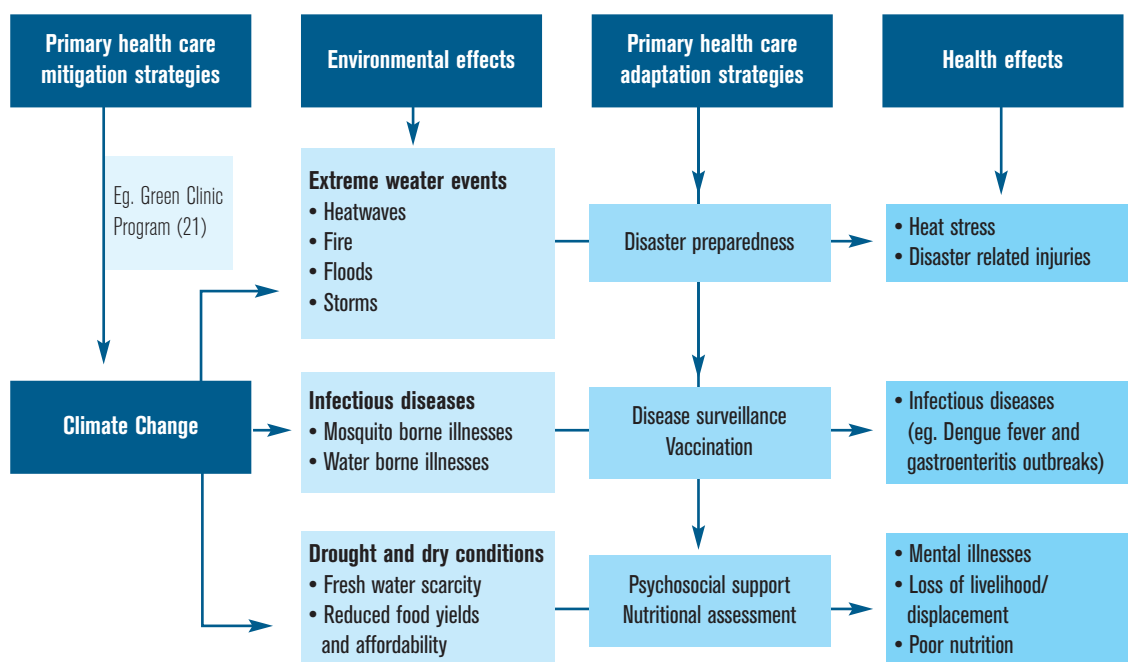 Primary health care
mitigation strategies
Environmental effects
Primary health care
adaptation strategies
Health effects
Eg. Green Clinic
Program (21)
Extreme weater events
• Heatwaves
• Fire
• Floods
• Storms
Disaster preparedness
• Heat stress
• Disaster related injuries
Climate Change
Infectious diseases
• Mosquito borne illnesses
• Water borne illnesses
Disease surveillance
Vaccination
• Infectious diseases
(eg. Dengue fever and
gastroenteritis outbreaks)
Drought and dry conditions
• Fresh water scarcity
• Reduced food yields
and affordability
Psychosocial support
Nutritional assessment
• Mental illnesses
• Loss of livelihood/
displacement
• Poor nutrition